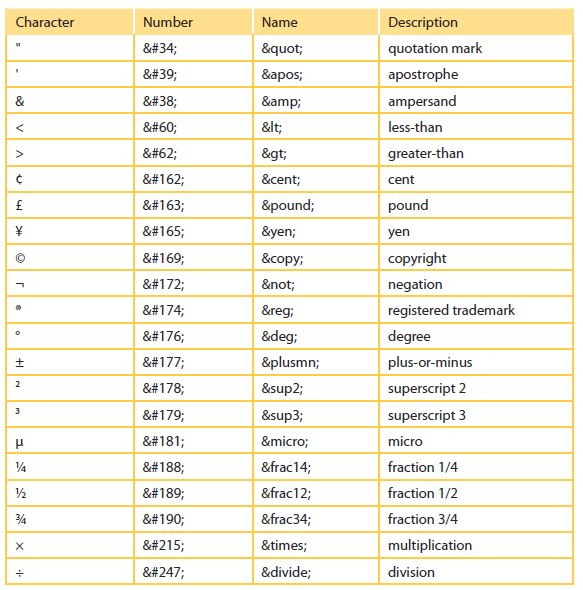 Character Number Name Description
" &#34; &quot; quotation mark
' &#39; &apos; apostrophe
& &#38; &amp; ampersand
< &#60; &lt; less-than
> &#62; &gt; greater-than
¢ &#162; &cent; cent
£ &#163; &pound; pound
¥ &#165; &yen; yen
© &#169; &copy; copyright
¬ &#172; &not; negation
® &#174; &reg; registered trademark
° &#176; &deg; degree
± &#177; &plusmn; plus-or-minus
² &#178; &sup2; superscript 2
³ &#179; &sup3; superscript 3
µ &#181; &micro; micro
¼ &#188; &frac14; fraction 1/4
½ &#189; &frac12; fraction 1/2
¾ &#190; &frac34; fraction 3/4
× &#215; &times; multiplication
÷ &#247; &divide; division